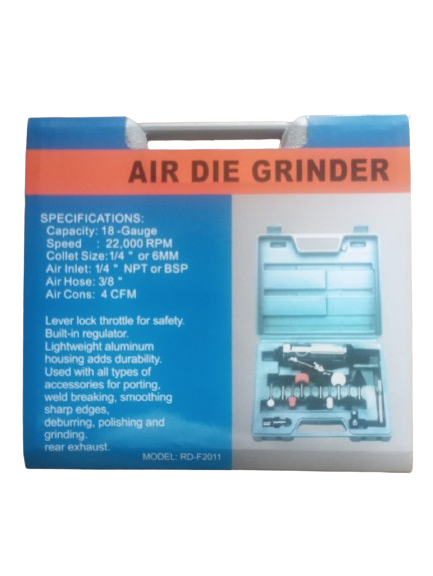 AIR DIE GRINDER
SPECIFICATIONS:
Capacity: 18 -Gauge
Speed : 22,000 RPM
Collet Size: 1/4 " or 6MM
Air Inlet: 1/4 " NPT or BSP
Air Hose: 3/8 "
Air Cons: 4 CFM
Lever lock throttle for safety.
Built-in regulator.
Lightweight aluminum
housing adds durability.
Used with all types of
accessories for porting,
weld breaking, smoothing
sharp edges,
deburring, polishing and
grinding.
rear exhaust.
MODEL: RD-F2011